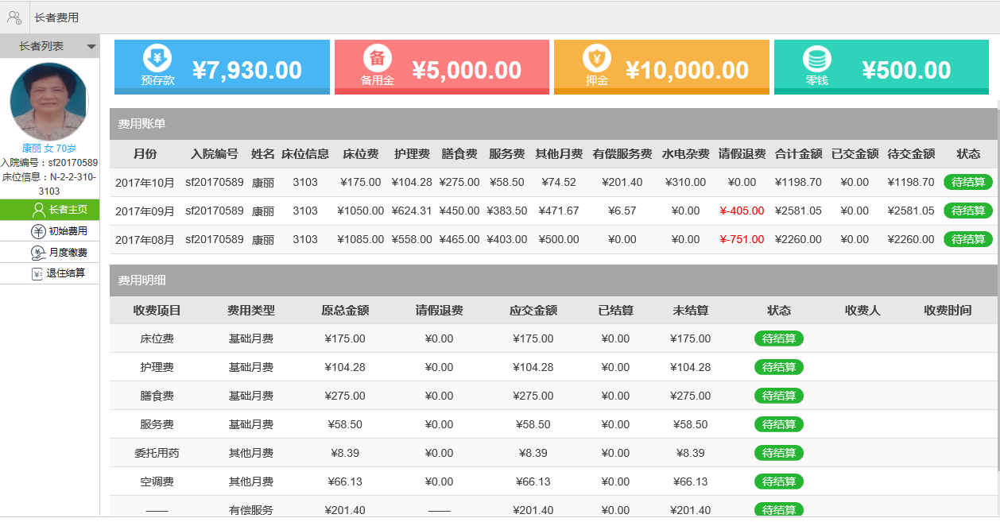 长者费用
长者列表
康丽 女 70岁
入院编号：sf20170589
床位信息：N-2-2-310-
3103
长者主页
初始费用
月度缴费
退住结算
预存款 ¥7,930.00
备 备用金 ¥5,000.00
押金 ¥10,000.00
零钱 ¥500.00
费用账单
月份 入院编号 姓名 床位信息 床位费 护理费 膳食费 服务费 其他月费 有偿服务费 水电杂费 请假退费 合计金额 已交金额 待交金额 状态
2017年10月 sf20170589 康丽 3103 ¥175.00 ¥104.28 ¥275.00 ¥58.50 ¥74.52 ¥201.40 ¥310.00 ¥0.00 ¥1198.70 ¥0.00 ¥1198.70 待结算
2017年09月 sf20170589 康丽 3103 ¥1050.00 ¥624.31 ¥450.00 ¥383.50 ¥471.67 ¥6.57 ¥0.00 ¥-405.00 ¥2581.05 ¥0.00 ¥2581.05 待结算
2017年08月 sf20170589 康丽 3103 ¥1085.00 ¥558.00 ¥465.00 ¥403.00 ¥500.00 ¥0.00 ¥0.00 ¥-751.00 ¥2260.00 ¥0.00 ¥2260.00 待结算
费用明细
收费项目 费用类型 原总金额 请假退费 应交金额 已结算 未结算 状态 收费人 收费时间
床位费 基础月费 ¥175.00 ¥0.00 ¥175.00 ¥0.00 ¥175.00 待结算
护理费 基础月费 ¥104.28 ¥0.00 ¥104.28 ¥0.00 ¥104.28 待结算
膳食费 基础月费 ¥275.00 ¥0.00 ¥275.00 ¥0.00 ¥275.00 待结算
服务费 基础月费 ¥58.50 ¥0.00 ¥58.50 ¥0.00 ¥58.50 待结算
委托用药 其他月费 ¥8.39 ¥0.00 ¥8.39 ¥0.00 ¥8.39 待结算
空调费 其他月费 ¥66.13 ¥0.00 ¥66.13 ¥0.00 ¥66.13 待结算
—— 有偿服务 ¥201.40 —— ¥201.40 ¥0.00 ¥201.40 待结算